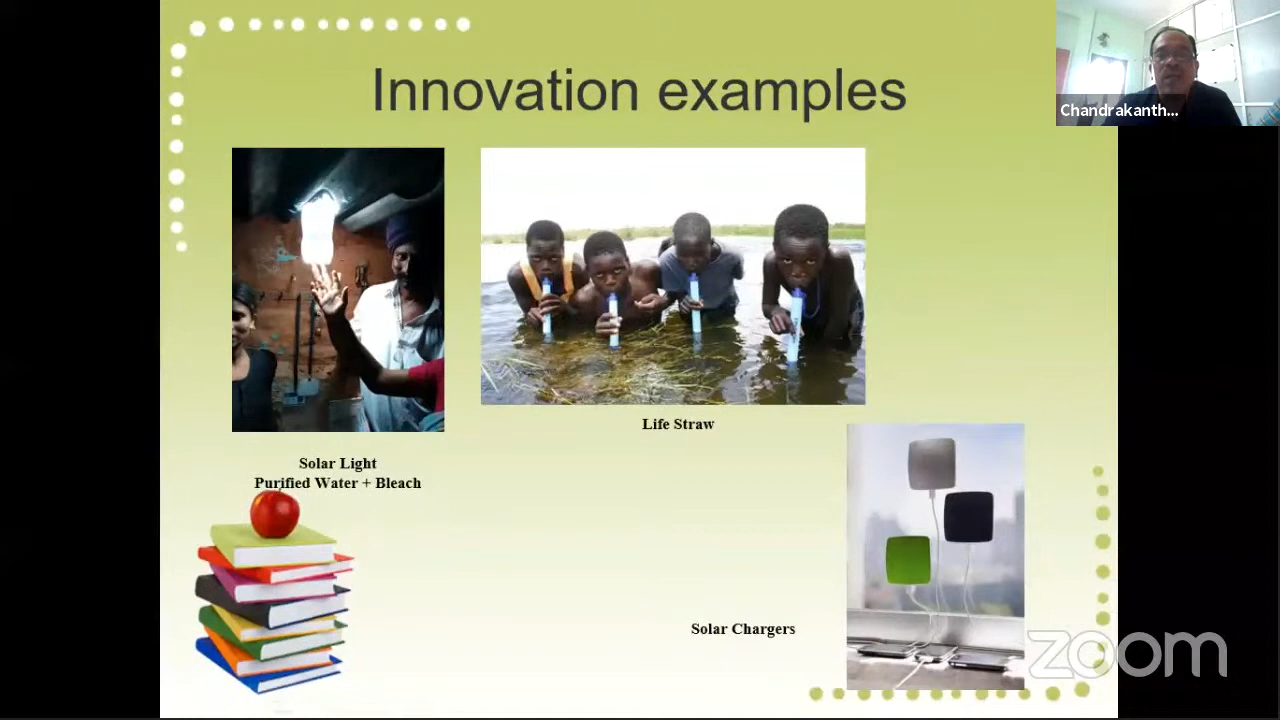 Innovation examples
Chandrakanth...
Life Straw
Solar Light
Purified Water + Bleach
Solar Chargers
zoom